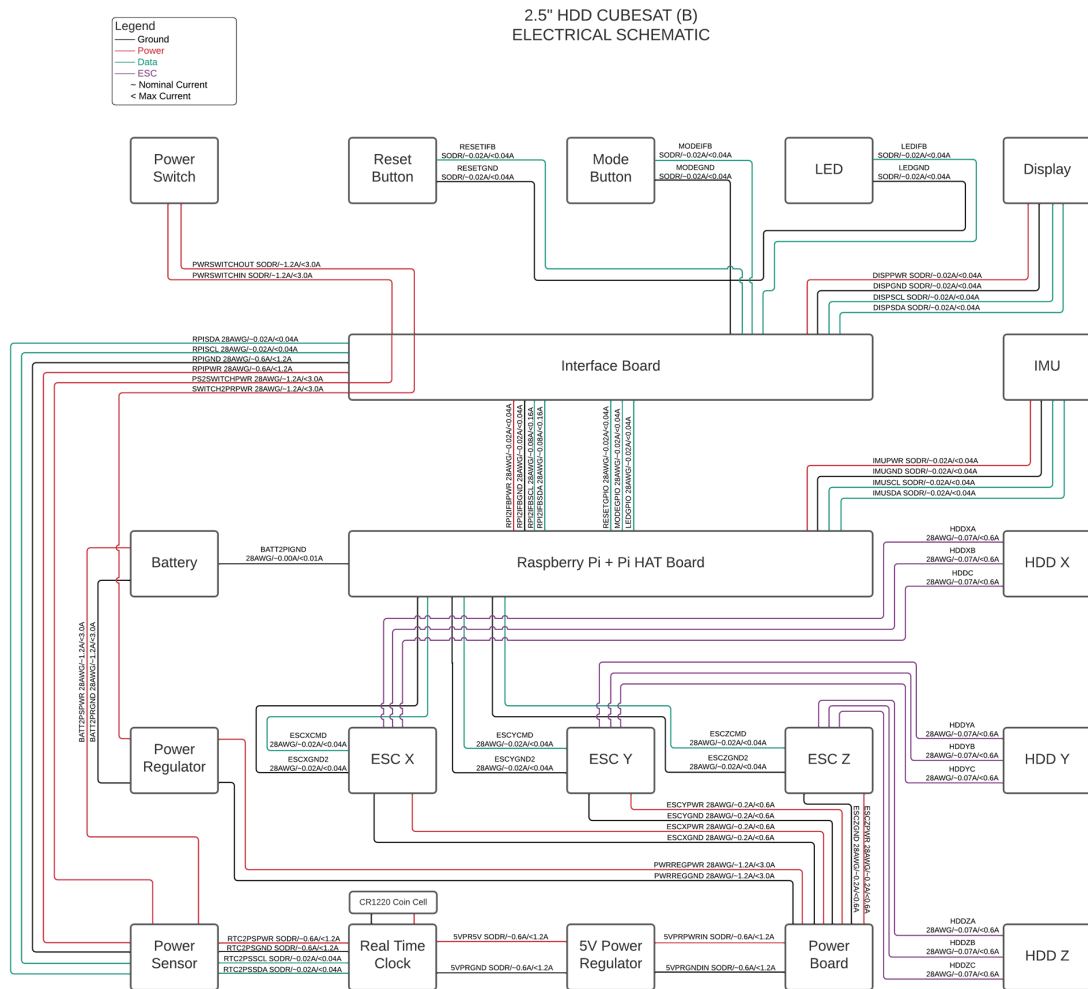 2.5" HDD CUBESAT (B)
ELECTRICAL SCHEMATIC
Legend
Ground
Power
Data
ESC
~ Nominal Current
< Max Current
Power
Switch
Reset
Button
RESETIFB
SODR/~0.02A/<0.04A
RESETGND
SODR/~0.02A/<0.04A
Mode
Button
MODEIFB
SODR/~0.02A/<0.04A
MODEGND
SODR/~0.02A/<0.04A
LED
LEDIFB
SODR/~0.02A/<0.04A
LEDGND
SODR/~0.02A/<0.04A
Display
PWRSWITCHOUT SODR/~1.2A/<3.0A
PWRSWITCHIN SODR/~1.2A/<3.0A
DISPPWR SODR/~0.02A/<0.04A
DISPGND SODR/~0.02A/<0.04A
DISPSCL SODR/~0.02A/<0.04A
DISPSDA SODR/~0.02A/<0.04A
RPISDA 28AWG/~0.02A/<0.04A
RPISCL 28AWG/~0.02A/<0.04A
RPIGND 28AWG/~0.6A/<1.2A
RPIPWR 28AWG/~0.6A/<1.2A
PS2SWITCHPWR 28AWG/~1.2A/<3.0A
SWITCH2PRPWR 28AWG/~1.2A/<3.0A
Interface Board
IMU
RPI2IFBPWR 28AWG/~0.02A/<0.04A
RPI2IFBGND 28AWG/~0.02A/<0.04A
RPI2IFBSCL 28AWG/~0.08A/<0.16A
RPI2IFBSDA 28AWG/~0.08A/<0.16A
RESETGPIO 28AWG/~0.02A/<0.04A
MODEGPIO 28AWG/~0.02A/<0.04A
LEDGPIO 28AWG/~0.02A/<0.04A
IMUPWR SODR/~0.02A/<0.04A
IMUGND SODR/~0.02A/<0.04A
IMUSCL SODR/~0.02A/<0.04A
IMUSDA SODR/~0.02A/<0.04A
Battery
BATT2PIGND
28AWG/~0.00A/<0.01A
Raspberry Pi + Pi HAT Board
HDDXA
28AWG/~0.07A/<0.6A
HDDXB
28AWG/~0.07A/<0.6A
HDDC
28AWG/~0.07A/<0.6A
HDD X
BATT2PSPWR 28AWG/~1.2A/<3.0A
BATT2PRGND 28AWG/~1.2A/<3.0A
Power
Regulator
ESCXCMD
28AWG/~0.02A/<0.04A
ESCXGND2
28AWG/~0.02A/<0.04A
ESC X
ESCYCMD
28AWG/~0.02A/<0.04A
ESCYGND2
28AWG/~0.02A/<0.04A
ESC Y
ESCZCMD
28AWG/~0.02A/<0.04A
ESCZGND2
28AWG/~0.02A/<0.04A
ESC Z
HDDYA
28AWG/~0.07A/<0.6A
HDDYB
28AWG/~0.07A/<0.6A
HDDYC
28AWG/~0.07A/<0.6A
HDD Y
ESCYPWR 28AWG/~0.2A/<0.6A
ESCYGND 28AWG/~0.2A/<0.6A
ESCXPWR 28AWG/~0.2A/<0.6A
ESCXGND 28AWG/~0.2A/<0.6A
ESCZGND 28AWG/~0.2A/<0.6A
ESCZPWR 28AWG/~0.2A/<0.6A
PWRREGPWR 28AWG/~1.2A/<3.0A
PWRREGGND 28AWG/~1.2A/<3.0A
CR1220 Coin Cell
Power
Sensor
RTC2PSPWR SODR/~0.6A/<1.2A
RTC2PSGND SODR/~0.6A/<1.2A
RTC2PSSCL SODR/~0.02A/<0.04A
RTC2PSSDA SODR/~0.02A/<0.04A
Real Time
Clock
5VPR5V SODR/~0.6A/<1.2A
5VPRGND SODR/~0.6A/<1.2A
5V Power
Regulator
5VPRPWRIN SODR/~0.6A/<1.2A
5VPRGNDIN SODR/~0.6A/<1.2A
Power
Board
HDDZA
28AWG/~0.07A/<0.6A
HDDZB
28AWG/~0.07A/<0.6A
HDDZC
28AWG/~0.07A/<0.6A
HDD Z